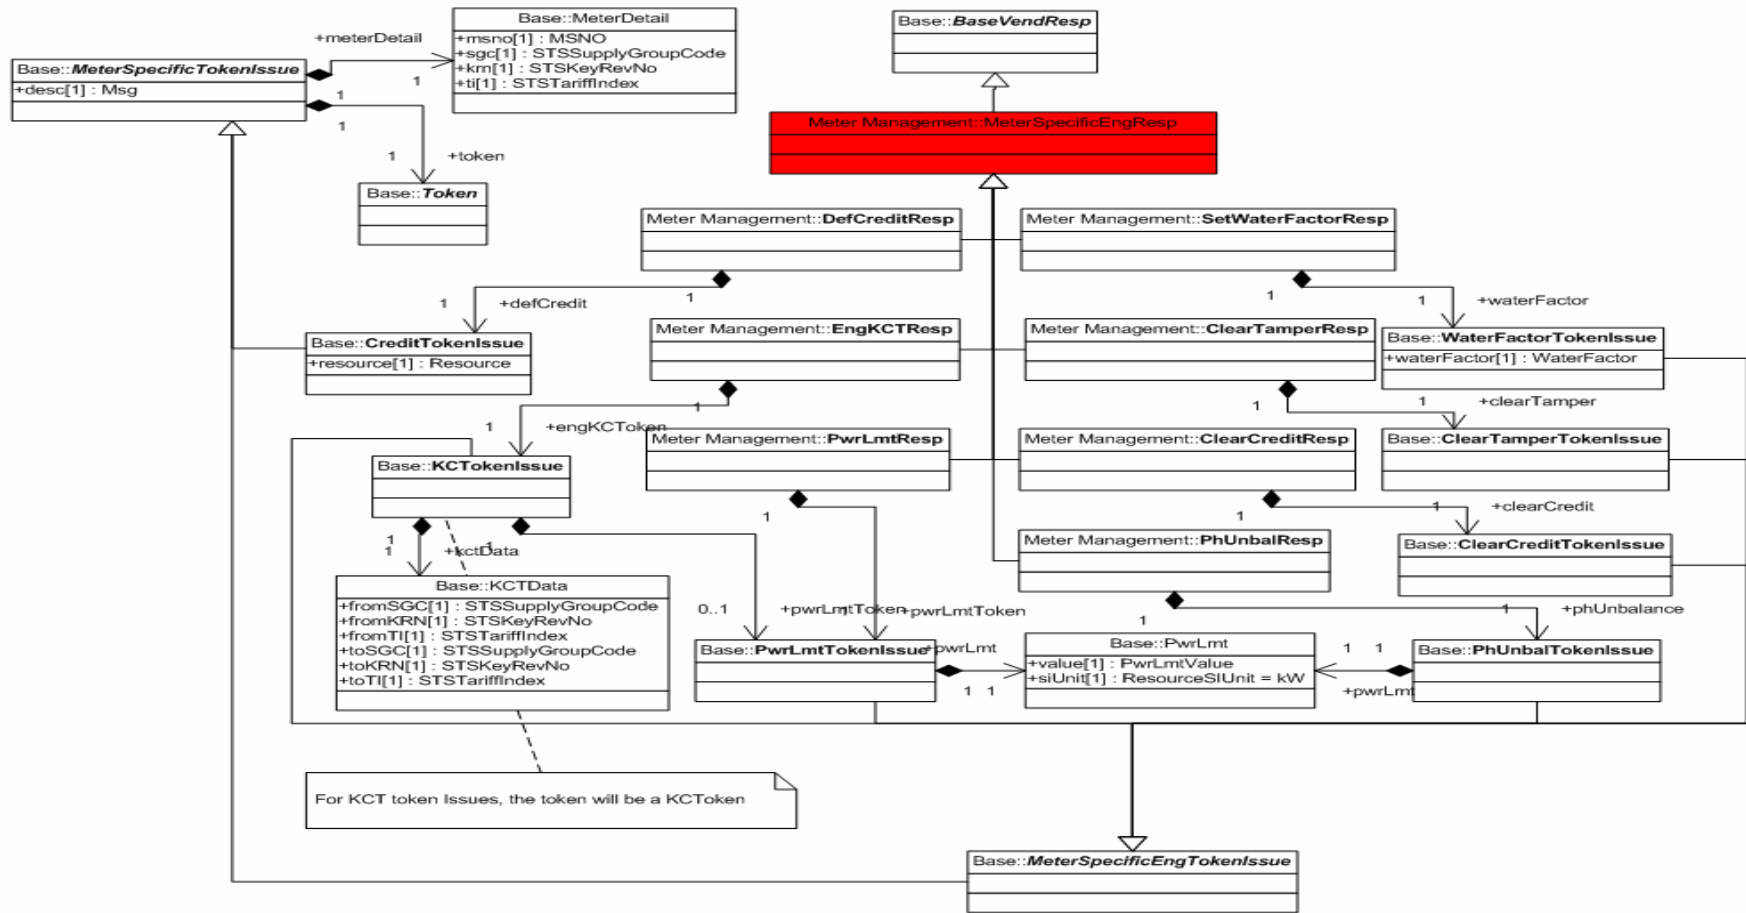 Base::MeterDetail
+msno[1] : MSNO
+sgc[1] : STSSupplyGroupCode
+krn[1] : STSKeyRevNo
+ti[1] : STSTariffIndex
Base::BaseVendResp
+meterDetail
1
Base::MeterSpecificTokenIssue
+desc[1] : Msg
1
1
1
+token
Base::Token
Meter Management::MeterSpecificEngResp
Meter Management::DefCreditResp
Meter Management::SetWaterFactorResp
1
+defCredit
1
1
1
+waterFactor
Base::CreditTokenIssue
+resource[1] : Resource
Meter Management::EngKCTResp
Meter Management::ClearTamperResp
Base::WaterFactorTokenIssue
+waterFactor[1] : WaterFactor
1
1
+engKCToken
1
1
+clearTamper
Meter Management::PwrLmtResp
Meter Management::ClearCreditResp
Base::ClearTamperTokenIssue
Base::KCTokenIssue
1
1
1
+clearCredit
1
1
+kctData
1
Meter Management::PhUnbalResp
Base::ClearCreditTokenIssue
Base::KCTData
+fromSGC[1] : STSSupplyGroupCode
+fromKRN[1] : STSKeyRevNo
+fromTI[1] : STSTariffIndex
+toSGC[1] : STSSupplyGroupCode
+toKRN[1] : STSKeyRevNo
+toTI[1] : STSTariffIndex
0..1
+pwrLmtToken
1
+pwrLmtToken
1
1
+phUnbalance
Base::PwrLmtTokenIssue
+pwrLmt
1 1
Base::PwrLmt
+value[1] : PwrLmtValue
+siUnit[1] : ResourceSIUnit = kW
1 1
+pwrLmt
Base::PhUnbalTokenIssue
For KCT token Issues, the token will be a KCToken
Base::MeterSpecificEngTokenIssue